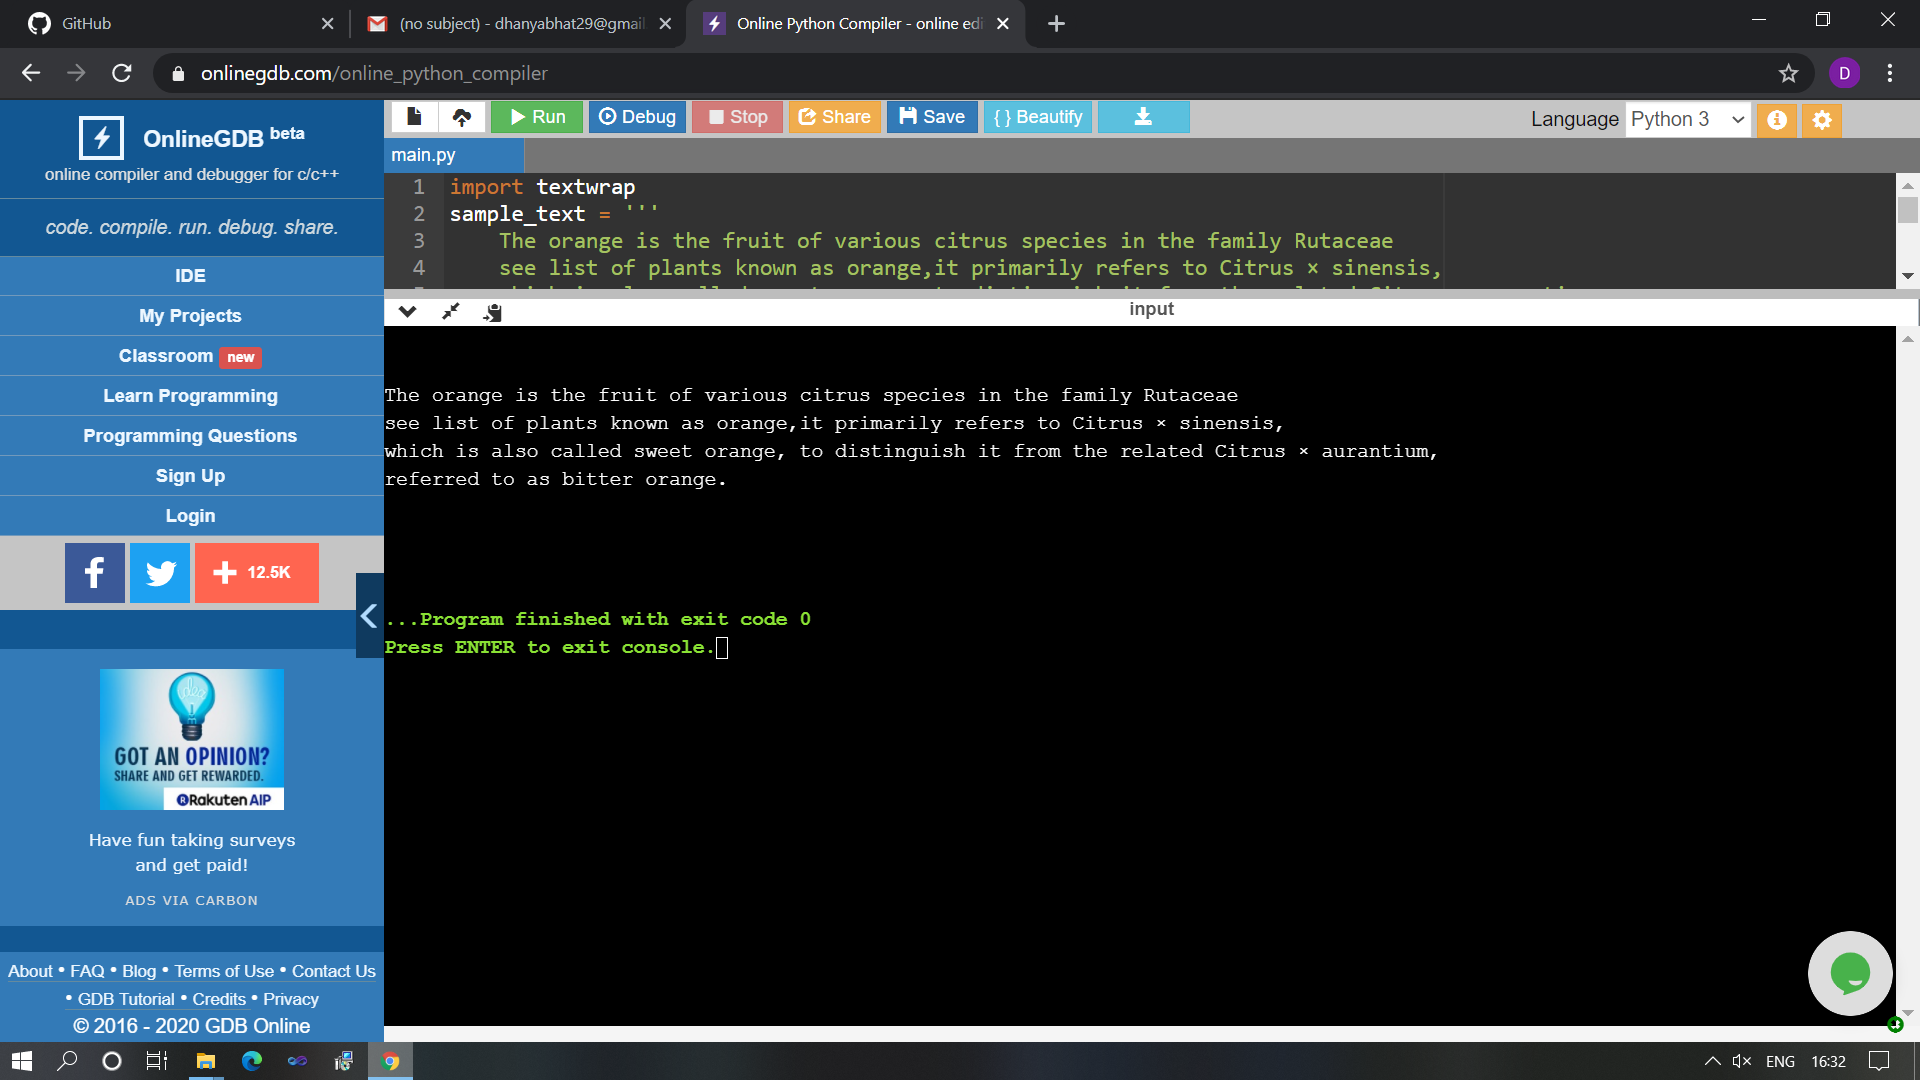 GitHub
(no subject) - dhanyabhat29@gmail
Online Python Compiler - online edi
onlinegdb.com/online_python_compiler
D
OnlineGDB beta
online compiler and debugger for c/c++
code. compile. run. debug. share.
IDE
My Projects
Classroom new
Learn Programming
Programming Questions
Sign Up
Login
f
12.5K
idea
GOT AN OPINION?
SHARE AND GET REWARDED.
Rakuten AIP
Have fun taking surveys
and get paid!
ADS VIA CARBON
About • FAQ • Blog • Terms of Use • Contact Us
• GDB Tutorial • Credits • Privacy
© 2016 - 2020 GDB Online
Run
Debug
Stop
Share
Save
{ } Beautify
Language Python 3
main.py
1 import textwrap
2 sample_text = '''
3 The orange is the fruit of various citrus species in the family Rutaceae
4 see list of plants known as orange,it primarily refers to Citrus × sinensis,
input
The orange is the fruit of various citrus species in the family Rutaceae
see list of plants known as orange,it primarily refers to Citrus × sinensis,
which is also called sweet orange, to distinguish it from the related Citrus × aurantium,
referred to as bitter orange.
...Program finished with exit code 0
Press ENTER to exit console.
ENG
16:32